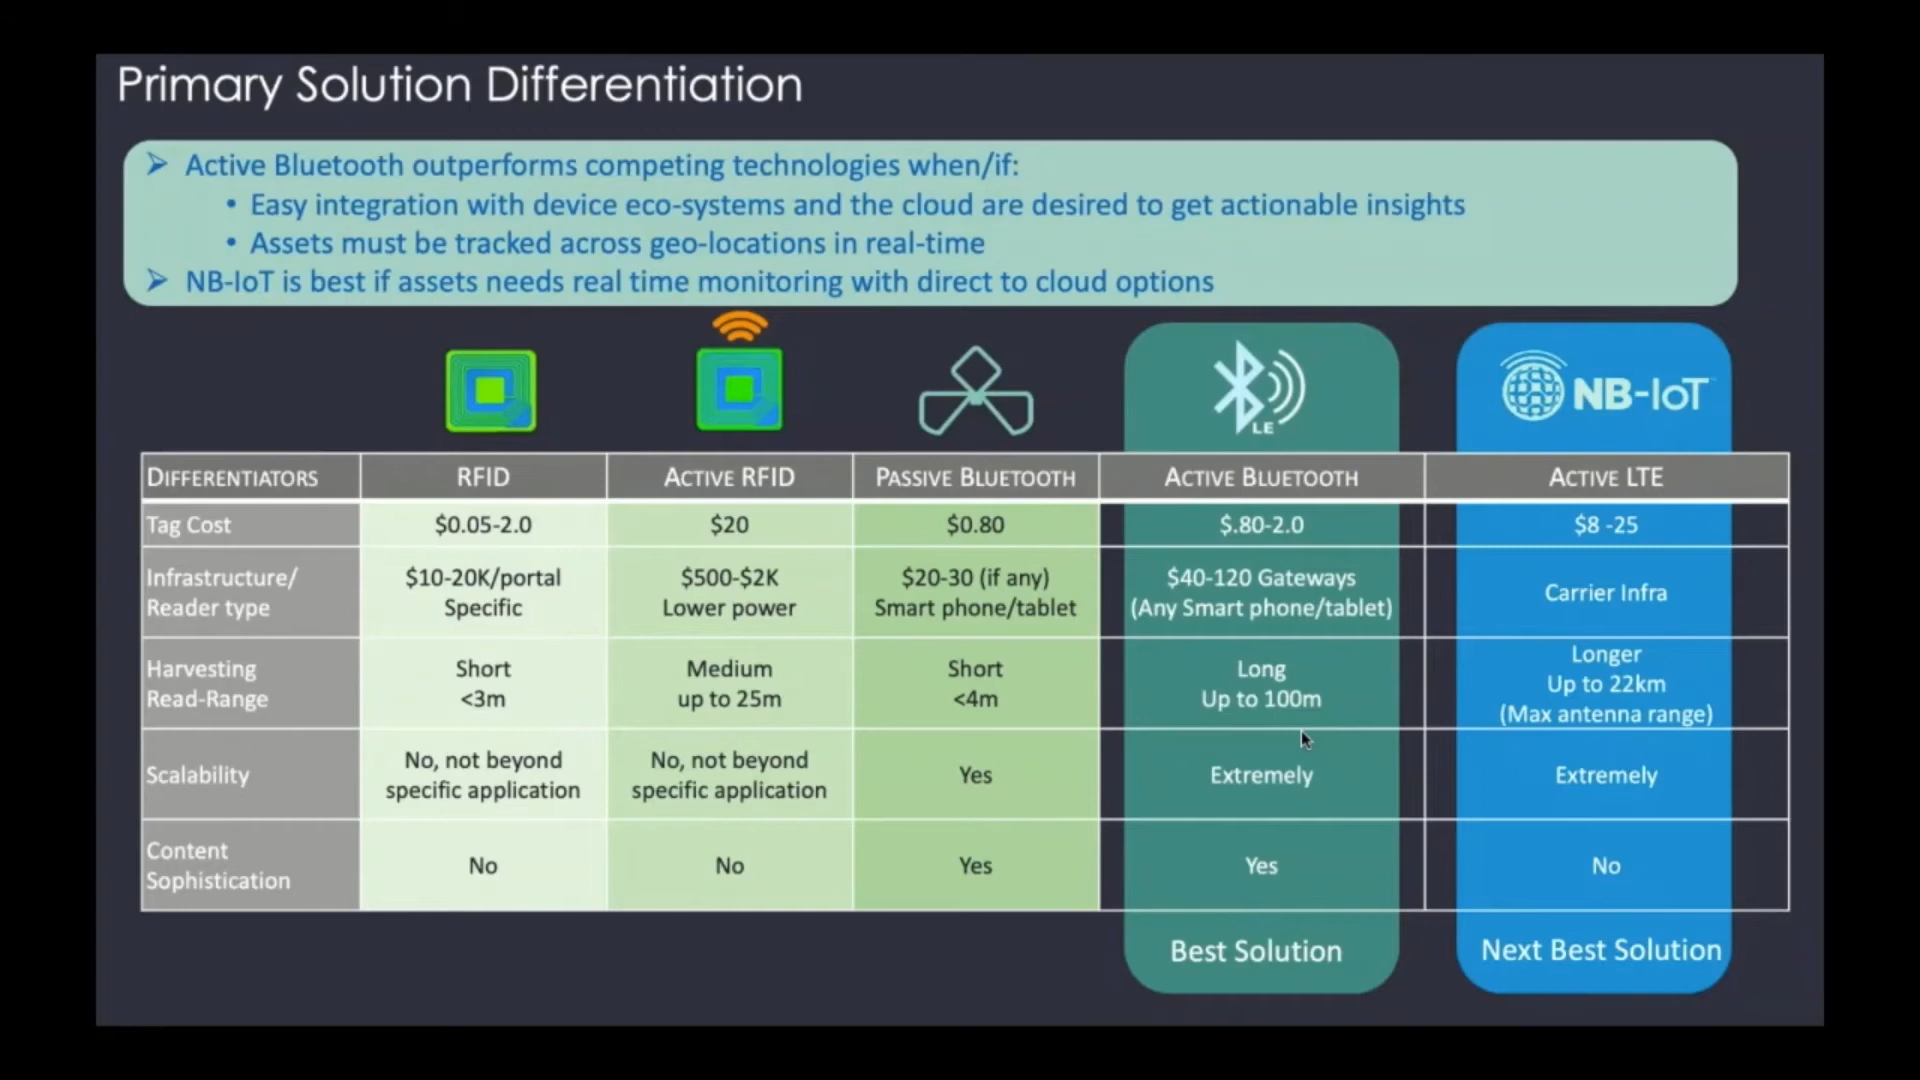 Primary Solution Differentiation
➢ Active Bluetooth outperforms competing technologies when/if:
• Easy integration with device eco-systems and the cloud are desired to get actionable insights
• Assets must be tracked across geo-locations in real-time
➢ NB-IoT is best if assets needs real time monitoring with direct to cloud options
LE
NB-IoT
DIFFERENTIATORS RFID ACTIVE RFID PASSIVE BLUETOOTH ACTIVE BLUETOOTH ACTIVE LTE
Tag Cost $0.05-2.0 $20 $0.80 $.80-2.0 $8 -25
Infrastructure/ $10-20K/portal $500-$2K $20-30 (if any) $40-120 Gateways Carrier Infra
Reader type Specific Lower power Smart phone/tablet (Any Smart phone/tablet)
Harvesting Short Medium Short Long Longer
Read-Range <3m up to 25m <4m Up to 100m Up to 22km
(Max antenna range)
Scalability No, not beyond No, not beyond Yes Extremely Extremely
specific application specific application
Content No No Yes Yes No
Sophistication
Best Solution Next Best Solution